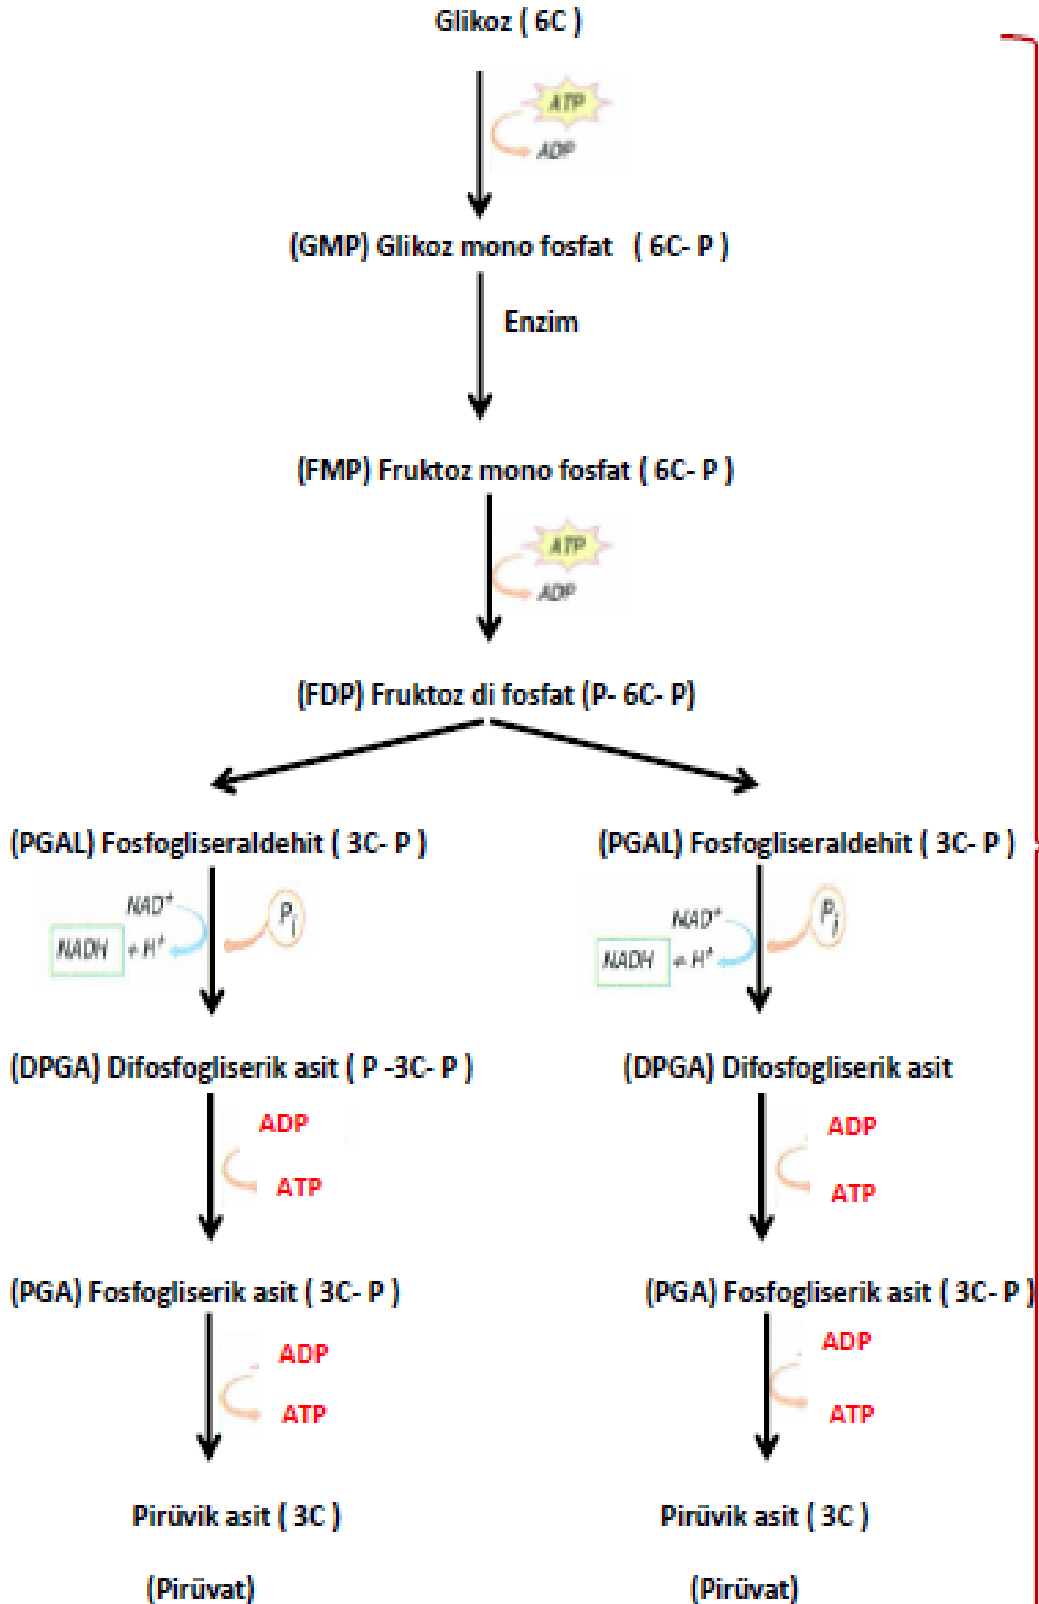 Glikoz ( 6C )
ATP
ADP
(GMP) Glikoz mono fosfat ( 6C- P )
Enzim
(FMP) Fruktoz mono fosfat ( 6C- P )
ATP
ADP
(FDP) Fruktoz di fosfat (P- 6C- P)
(PGAL) Fosfogliseraldehit ( 3C- P ) (PGAL) Fosfogliseraldehit ( 3C- P )
NAD+ Pi NAD+ Pi
NADH + H+ NADH + H+
(DPGA) Difosfogliserik asit ( P -3C- P ) (DPGA) Difosfogliserik asit
ADP ADP
ATP ATP
(PGA) Fosfogliserik asit ( 3C- P ) (PGA) Fosfogliserik asit ( 3C- P )
ADP ADP
ATP ATP
Pirüvik asit ( 3C ) Pirüvik asit ( 3C )
(Pirüvat) (Pirüvat)